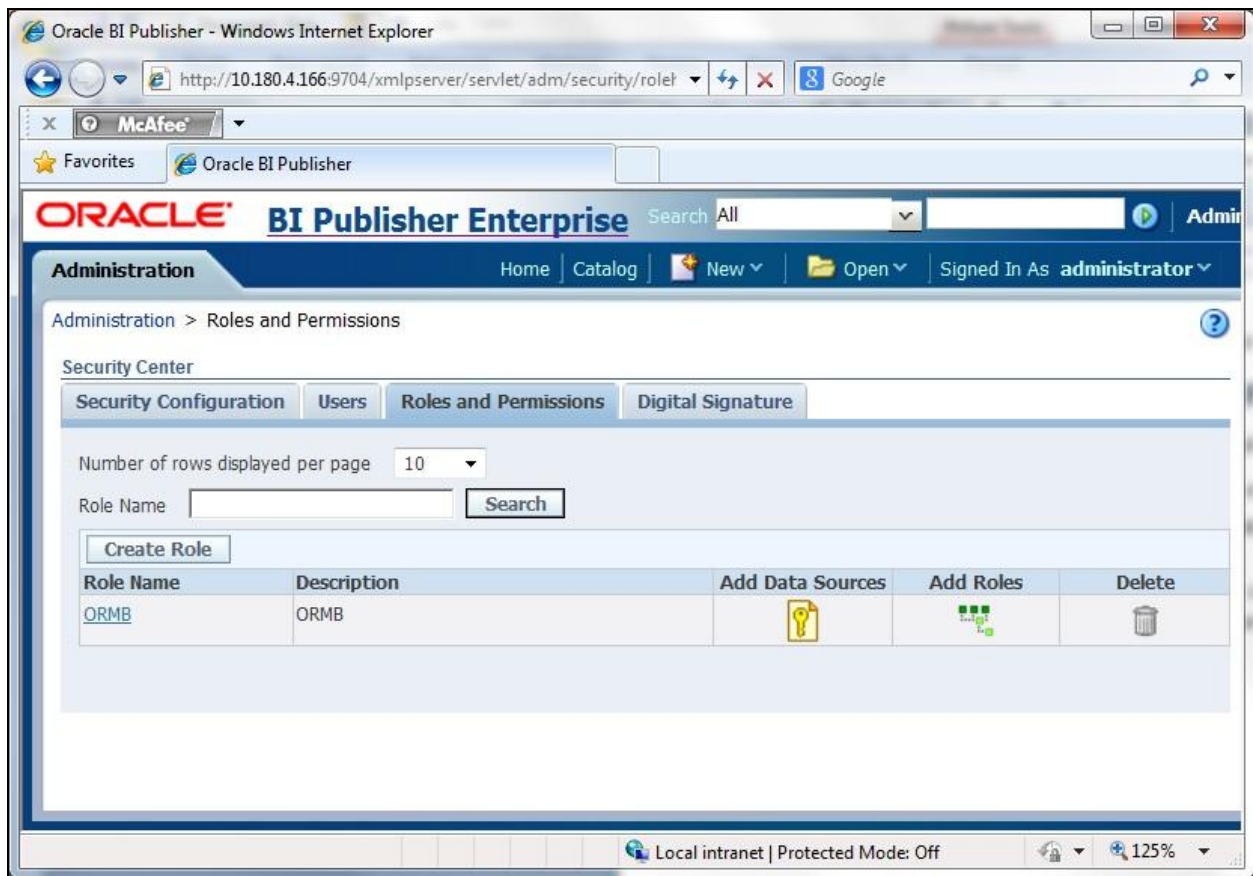 Oracle BI Publisher - Windows Internet Explorer
http://10.180.4.166:9704/xmlpserver/servlet/adm/security/role
8 Google
X McAfee
Favorites Oracle BI Publisher
ORACLE BI Publisher Enterprise Search All Admin
Administration Home Catalog New Open Signed In As administrator
Administration > Roles and Permissions
Security Center
Security Configuration Users Roles and Permissions Digital Signature
Number of rows displayed per page 10
Role Name Search
Create Role
Role Name Description Add Data Sources Add Roles Delete
ORMB ORMB
Local intranet | Protected Mode: Off 125%